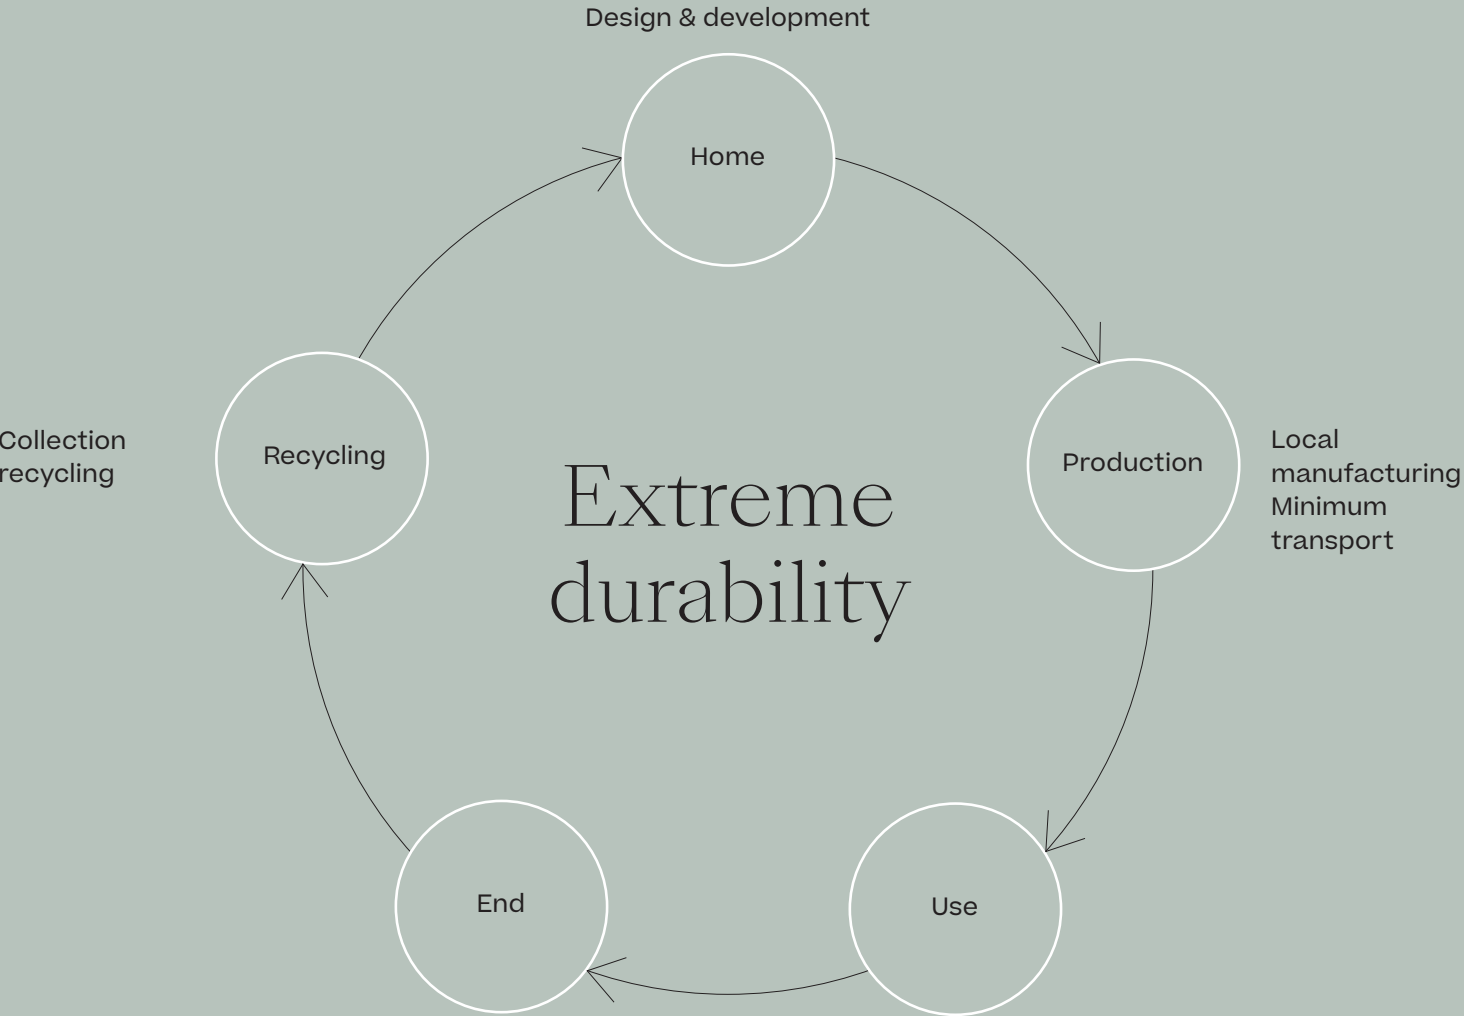 Design & development
Home
Collection
recycling
Recycling
Production
Local
manufacturing
Minimum
transport
Extreme
durability
End
Use